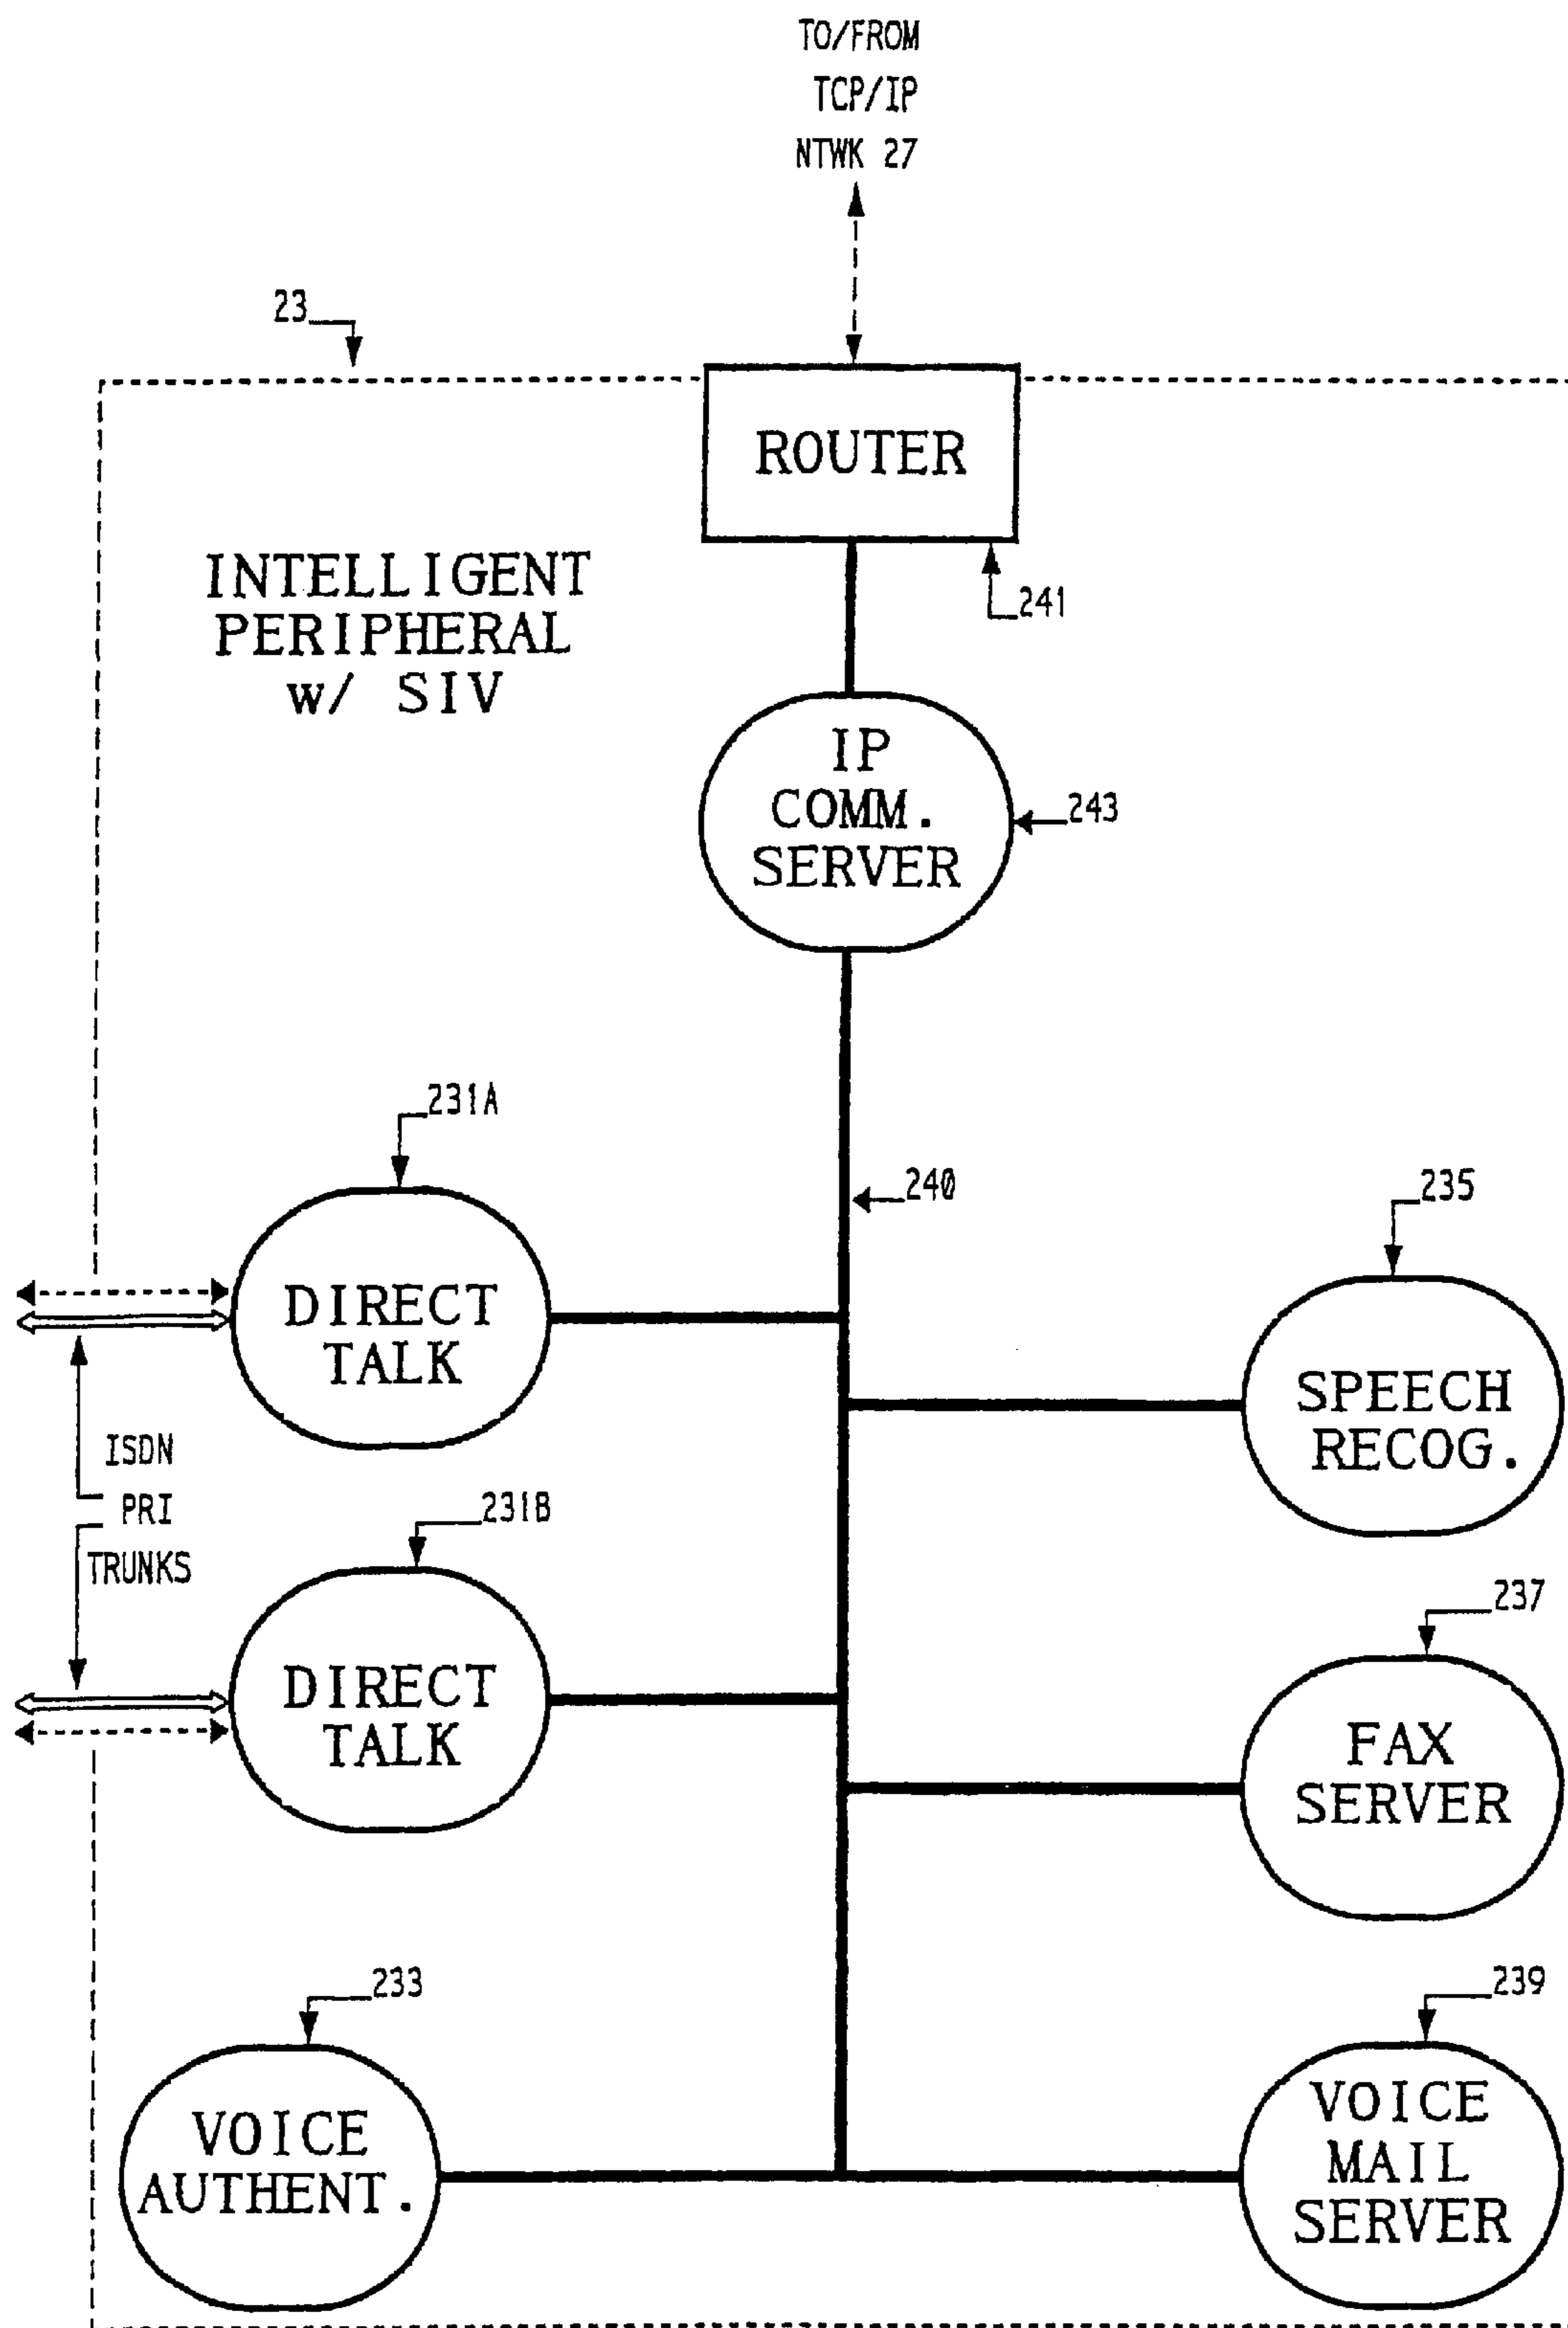 TO/FROM
TCP/IP
NTWK 27
23
ROUTER
241
INTELLIGENT
PERIPHERAL
w/ SIV
IP
COMM.
SERVER
243
231A
240
235
DIRECT
TALK
SPEECH
RECOG.
ISDN
PRI
TRUNKS
231B
237
DIRECT
TALK
FAX
SERVER
233
239
VOICE
AUTHENT.
VOICE
MAIL
SERVER